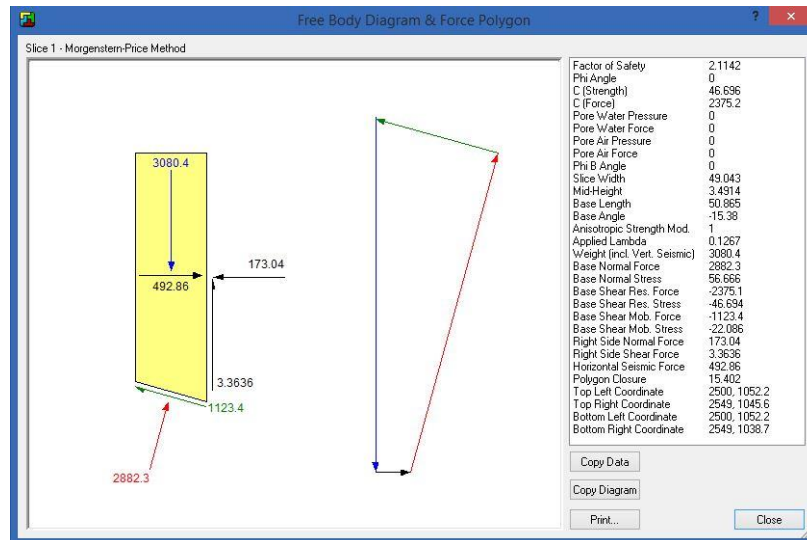 Free Body Diagram & Force Polygon
?
×
Slice 1 - Morgenstern-Price Method
3080.4
492.86
173.04
3.3636
1123.4
2882.3
Factor of Safety 2.1142
Phi Angle 0
C (Strength) 46.696
C (Force) 2375.2
Pore Water Pressure 0
Pore Water Force 0
Pore Air Pressure 0
Pore Air Force 0
Phi B Angle 0
Slice Width 49.043
Mid-Height 3.4914
Base Length 50.865
Base Angle -15.38
Anisotropic Strength Mod. 1
Applied Lambda 0.1267
Weight (incl. Vert. Seismic) 3080.4
Base Normal Force 2882.3
Base Normal Stress 56.666
Base Shear Res. Force -2375.1
Base Shear Res. Stress -46.694
Base Shear Mob. Force -1123.4
Base Shear Mob. Stress -22.086
Right Side Normal Force 173.04
Right Side Shear Force 3.3636
Horizontal Seismic Force 492.86
Polygon Closure 15.402
Top Left Coordinate 2500, 1052.2
Top Right Coordinate 2549, 1045.6
Bottom Left Coordinate 2500, 1052.2
Bottom Right Coordinate 2549, 1038.7
Copy Data
Copy Diagram
Print...
Close